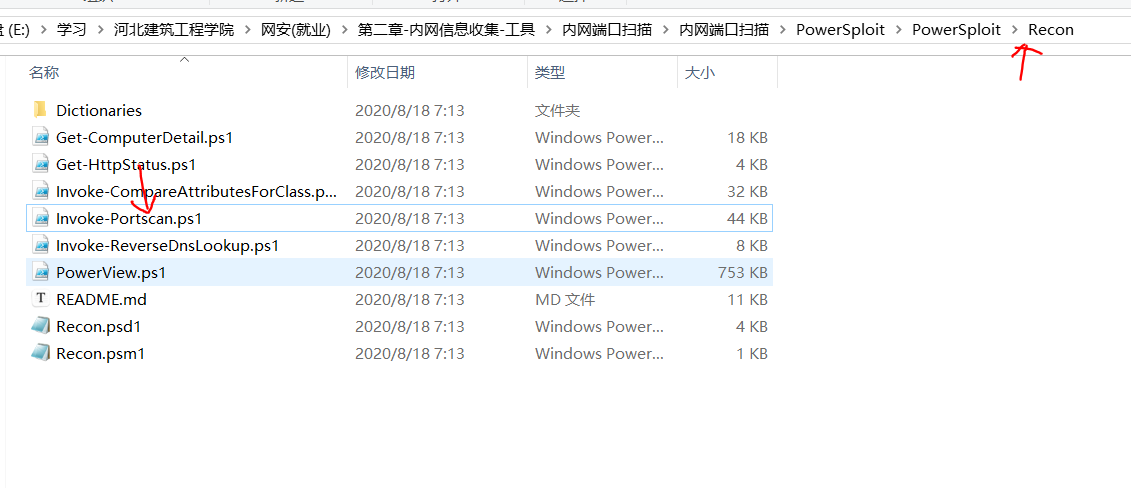 (E:) > 学习 > 河北建筑工程学院 > 网安(就业) > 第二章-内网信息收集-工具 > 内网端口扫描 > 内网端口扫描 > PowerSploit > PowerSploit > Recon
名称 修改日期 类型 大小
Dictionaries 2020/8/18 7:13 文件夹
Get-ComputerDetail.ps1 2020/8/18 7:13 Windows Power... 18 KB
Get-HttpStatus.ps1 2020/8/18 7:13 Windows Power... 4 KB
Invoke-CompareAttributesForClass.p... 2020/8/18 7:13 Windows Power... 32 KB
Invoke-Portscan.ps1 2020/8/18 7:13 Windows Power... 44 KB
Invoke-ReverseDnsLookup.ps1 2020/8/18 7:13 Windows Power... 8 KB
PowerView.ps1 2020/8/18 7:13 Windows Power... 753 KB
README.md 2020/8/18 7:13 MD 文件 11 KB
Recon.psd1 2020/8/18 7:13 Windows Power... 4 KB
Recon.psm1 2020/8/18 7:13 Windows Power... 1 KB